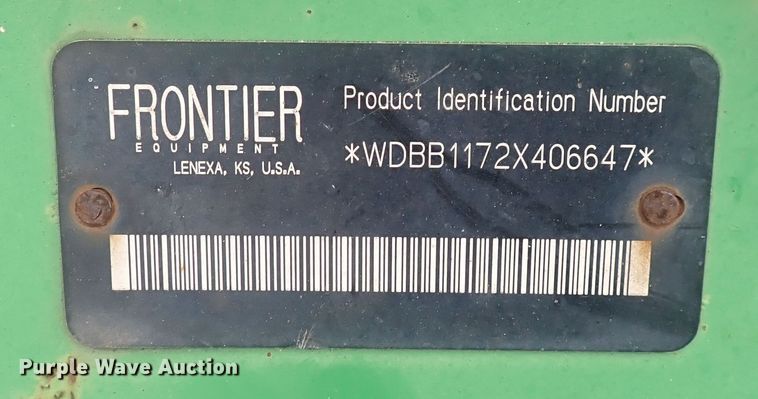 FRONTIER
EQUIPMENT
LENEXA, KS, U.S.A.
Product Identification Number
*WDBB1172X406647*
Purple Wave Auction